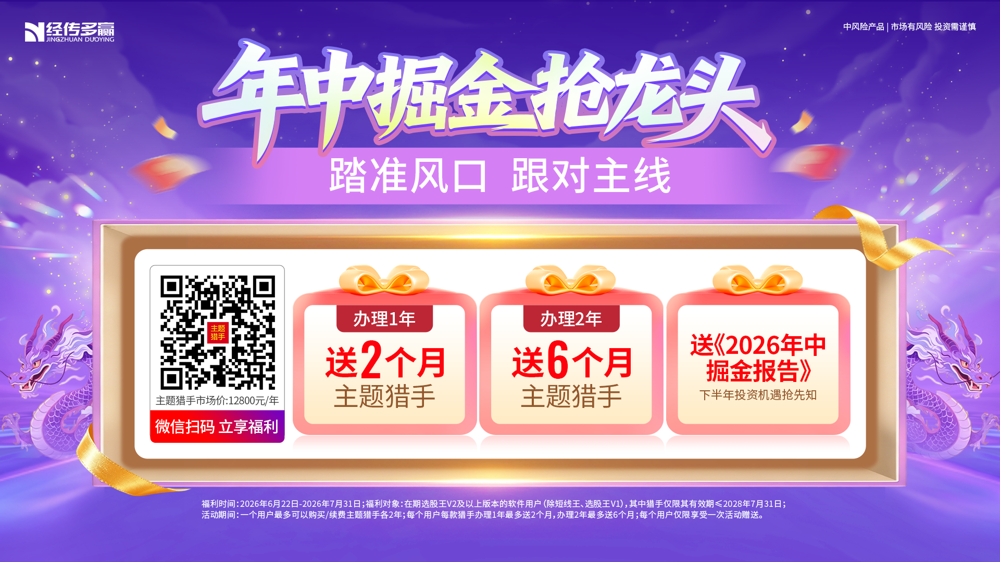 经传多赢
JINGZHUAN DUOYING
中风险产品 | 市场有风险 投资需谨慎
年中掘金抢龙头
踏准风口 跟对主线
主题
猎手
主题猎手市场价:12800元/年
微信扫码 立享福利
办理1年
送2个月
主题猎手
办理2年
送6个月
主题猎手
送《2026年中
掘金报告》
下半年投资机遇抢先知
福利时间：2026年6月22日-2026年7月31日；福利对象：在期选股王V2及以上版本的软件用户（除短线王、选股王V1），其中猎手仅限其有效期≤2028年7月31日；
活动期间：一个用户最多可以购买/续费主题猎手各2年；每个用户每款猎手办理1年最多送2个月，办理2年最多送6个月；每个用户仅限享受一次活动赠送。